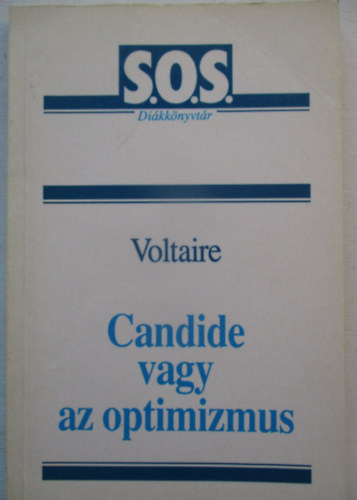 S.O.S.
Diákkönyvtár
Voltaire
Candide
vagy
az optimizmus